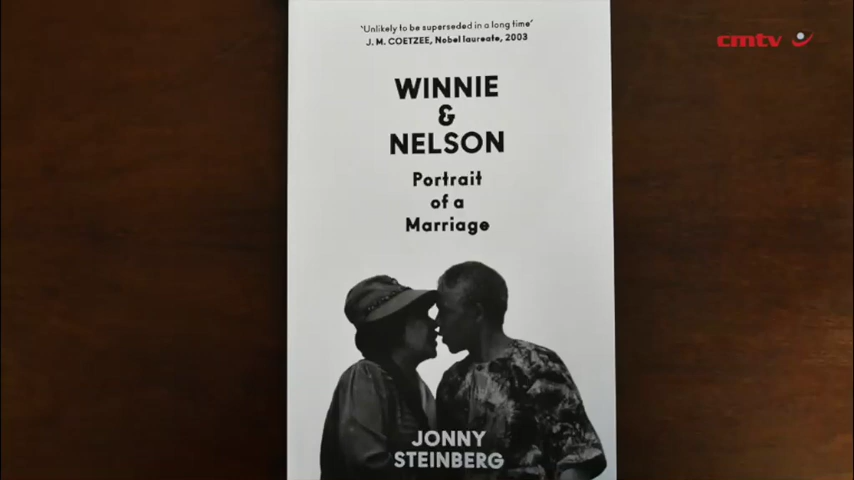 'Unlikely to be superseded in a long time'
J. M. COETZEE, Nobel laureate, 2003
cmtv
WINNIE
&
NELSON
Portrait
of a
Marriage
JONNY
STEINBERG